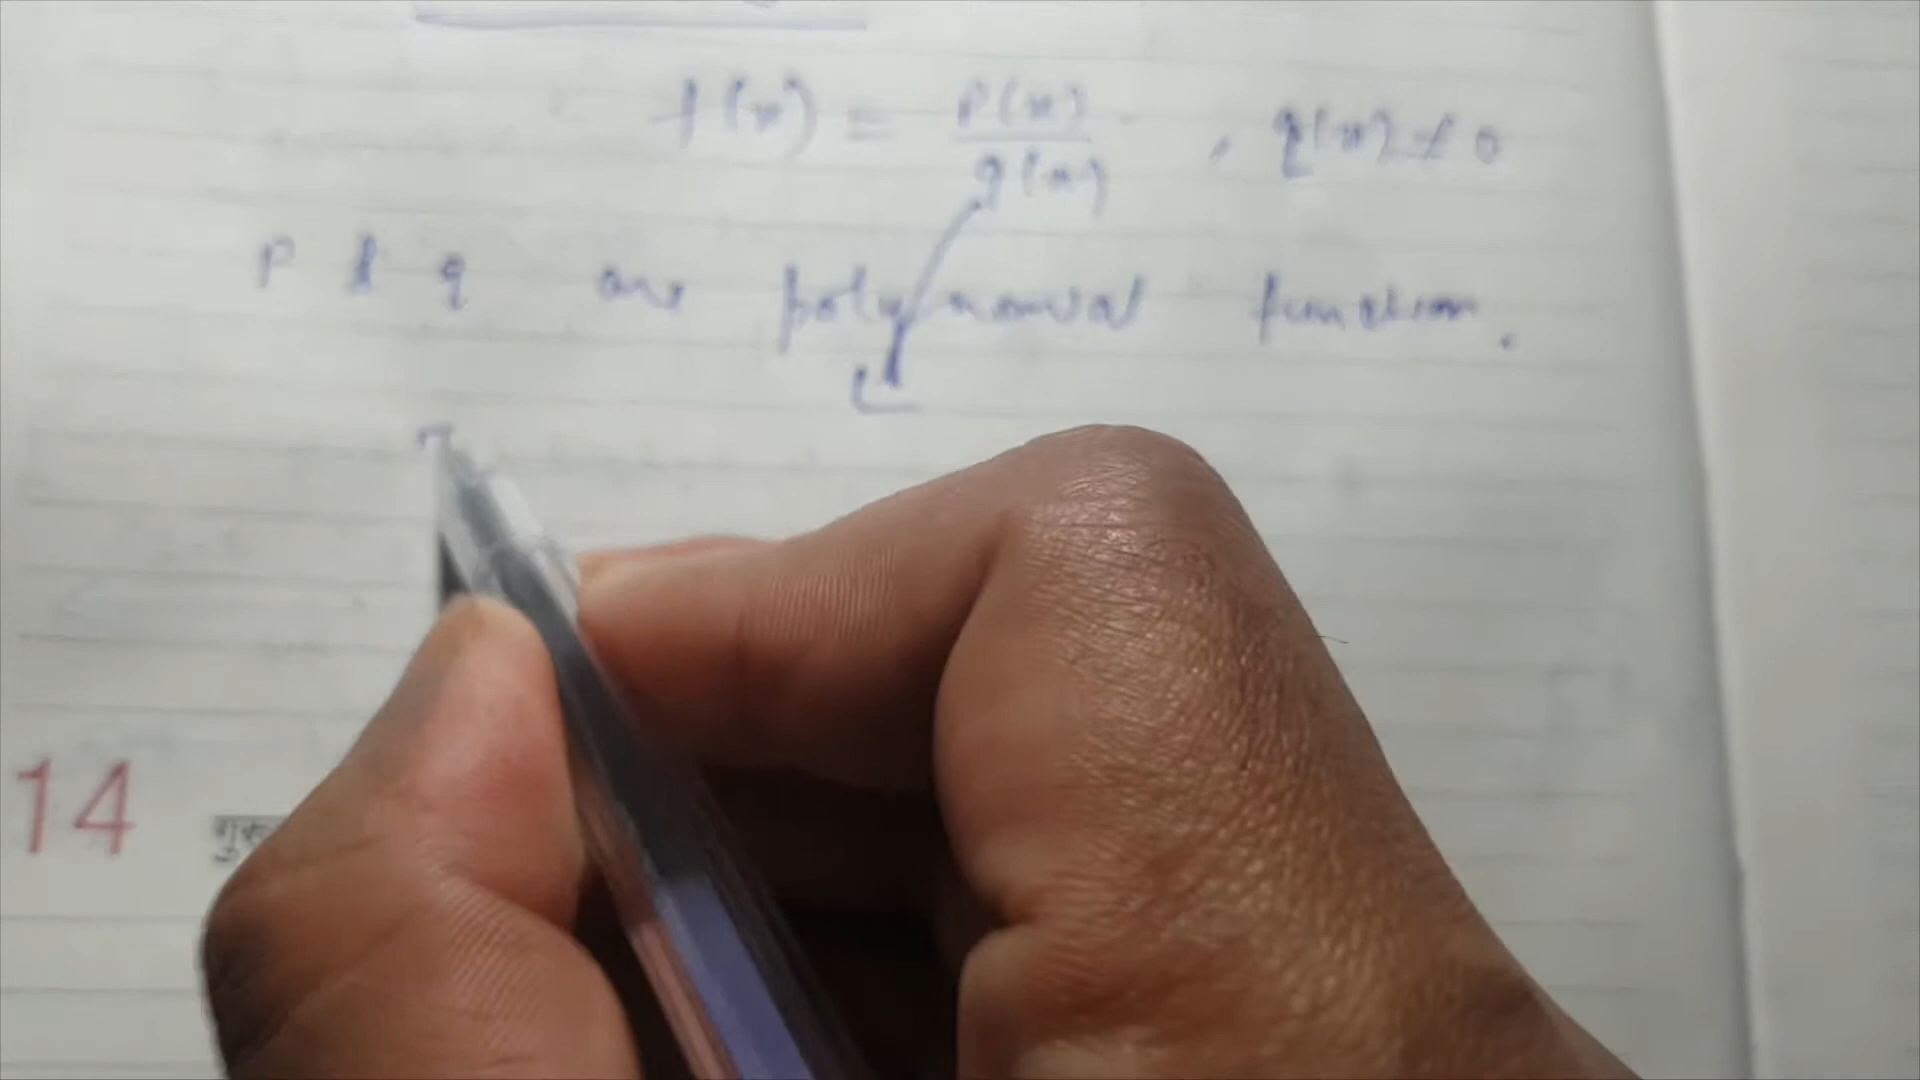 f(x) = P(x)/q(x) , q(x) ≠ 0
P & q are polynomial function.
14